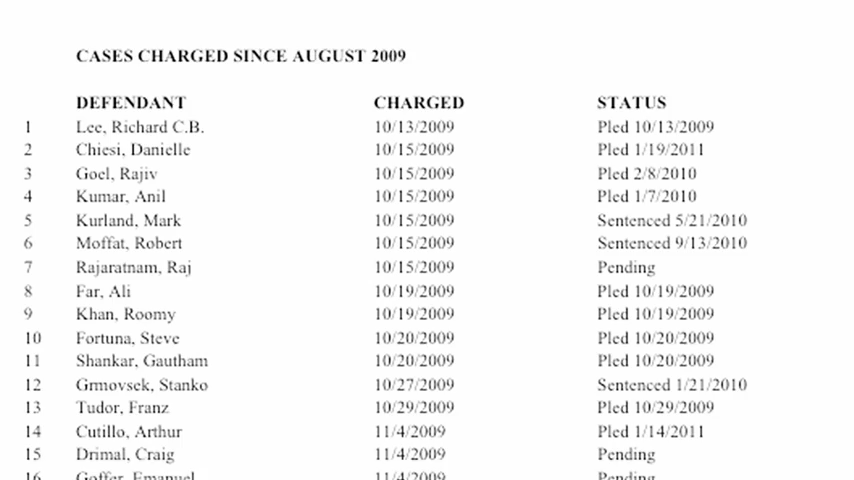 CASES CHARGED SINCE AUGUST 2009
DEFENDANT CHARGED STATUS
1 Lee, Richard C.B. 10/13/2009 Pled 10/13/2009
2 Chiesi, Danielle 10/15/2009 Pled 1/19/2011
3 Goel, Rajiv 10/15/2009 Pled 2/8/2010
4 Kumar, Anil 10/15/2009 Pled 1/7/2010
5 Kurland, Mark 10/15/2009 Sentenced 5/21/2010
6 Moffat, Robert 10/15/2009 Sentenced 9/13/2010
7 Rajaratnam, Raj 10/15/2009 Pending
8 Far, Ali 10/19/2009 Pled 10/19/2009
9 Khan, Roomy 10/19/2009 Pled 10/19/2009
10 Fortuna, Steve 10/20/2009 Pled 10/20/2009
11 Shankar, Gautham 10/20/2009 Pled 10/20/2009
12 Grmovsek, Stanko 10/27/2009 Sentenced 1/21/2010
13 Tudor, Franz 10/29/2009 Pled 10/29/2009
14 Cutillo, Arthur 11/4/2009 Pled 1/14/2011
15 Drimal, Craig 11/4/2009 Pending
16 Goffer, Emanuel 11/4/2009 Pending